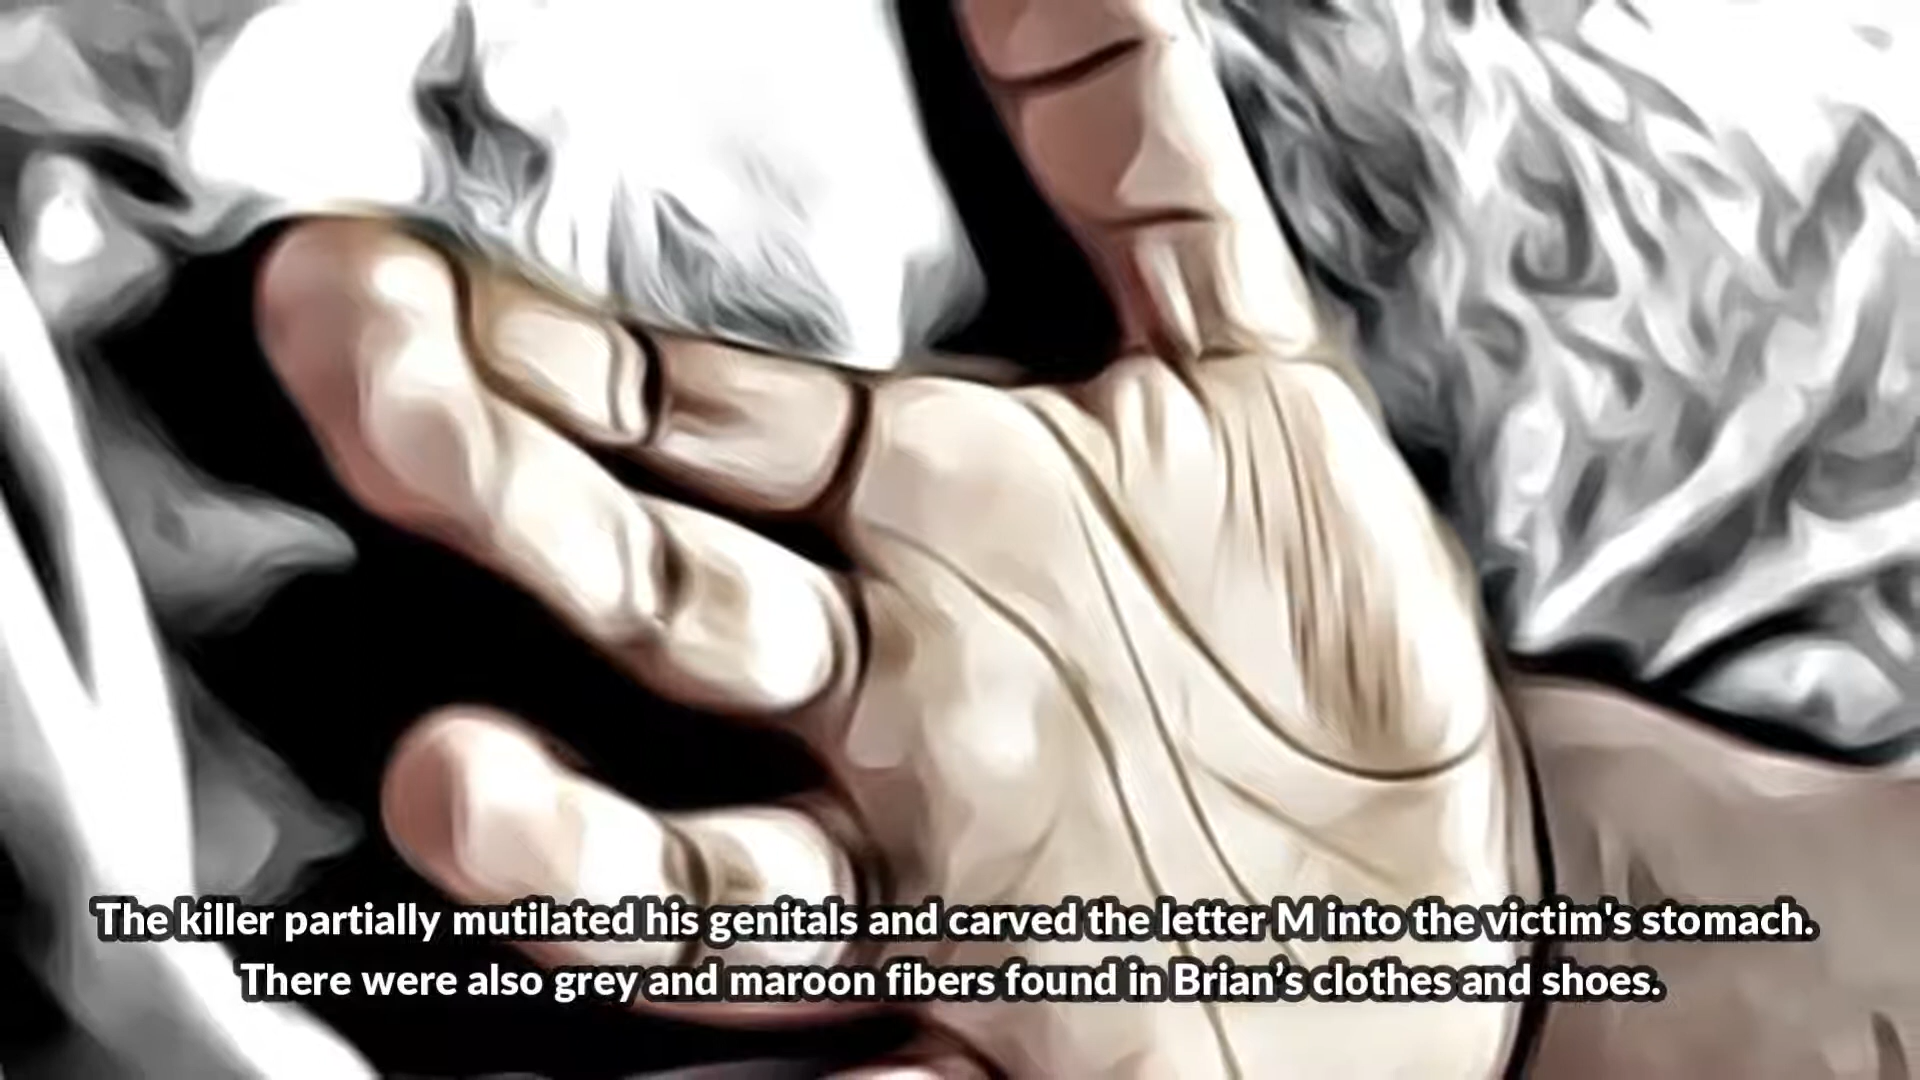 The killer partially mutilated his genitals and carved the letter M into the victim's stomach.
There were also grey and maroon fibers found in Brian’s clothes and shoes.